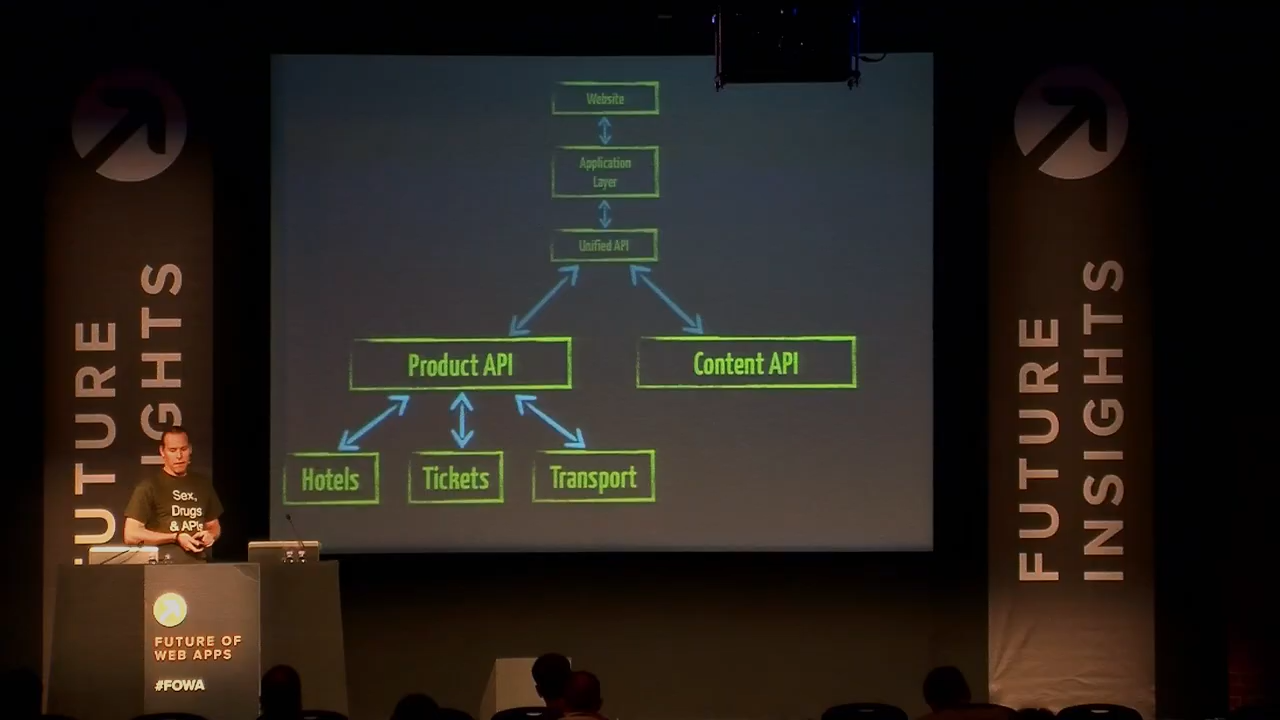 Website
Application
Layer
Unified API
Product API
Content API
Hotels
Tickets
Transport
FUTURE
INSIGHTS
FUTURE
INSIGHTS
Sex,
Drugs
& APIs
FUTURE OF
WEB APPS
#FOWA